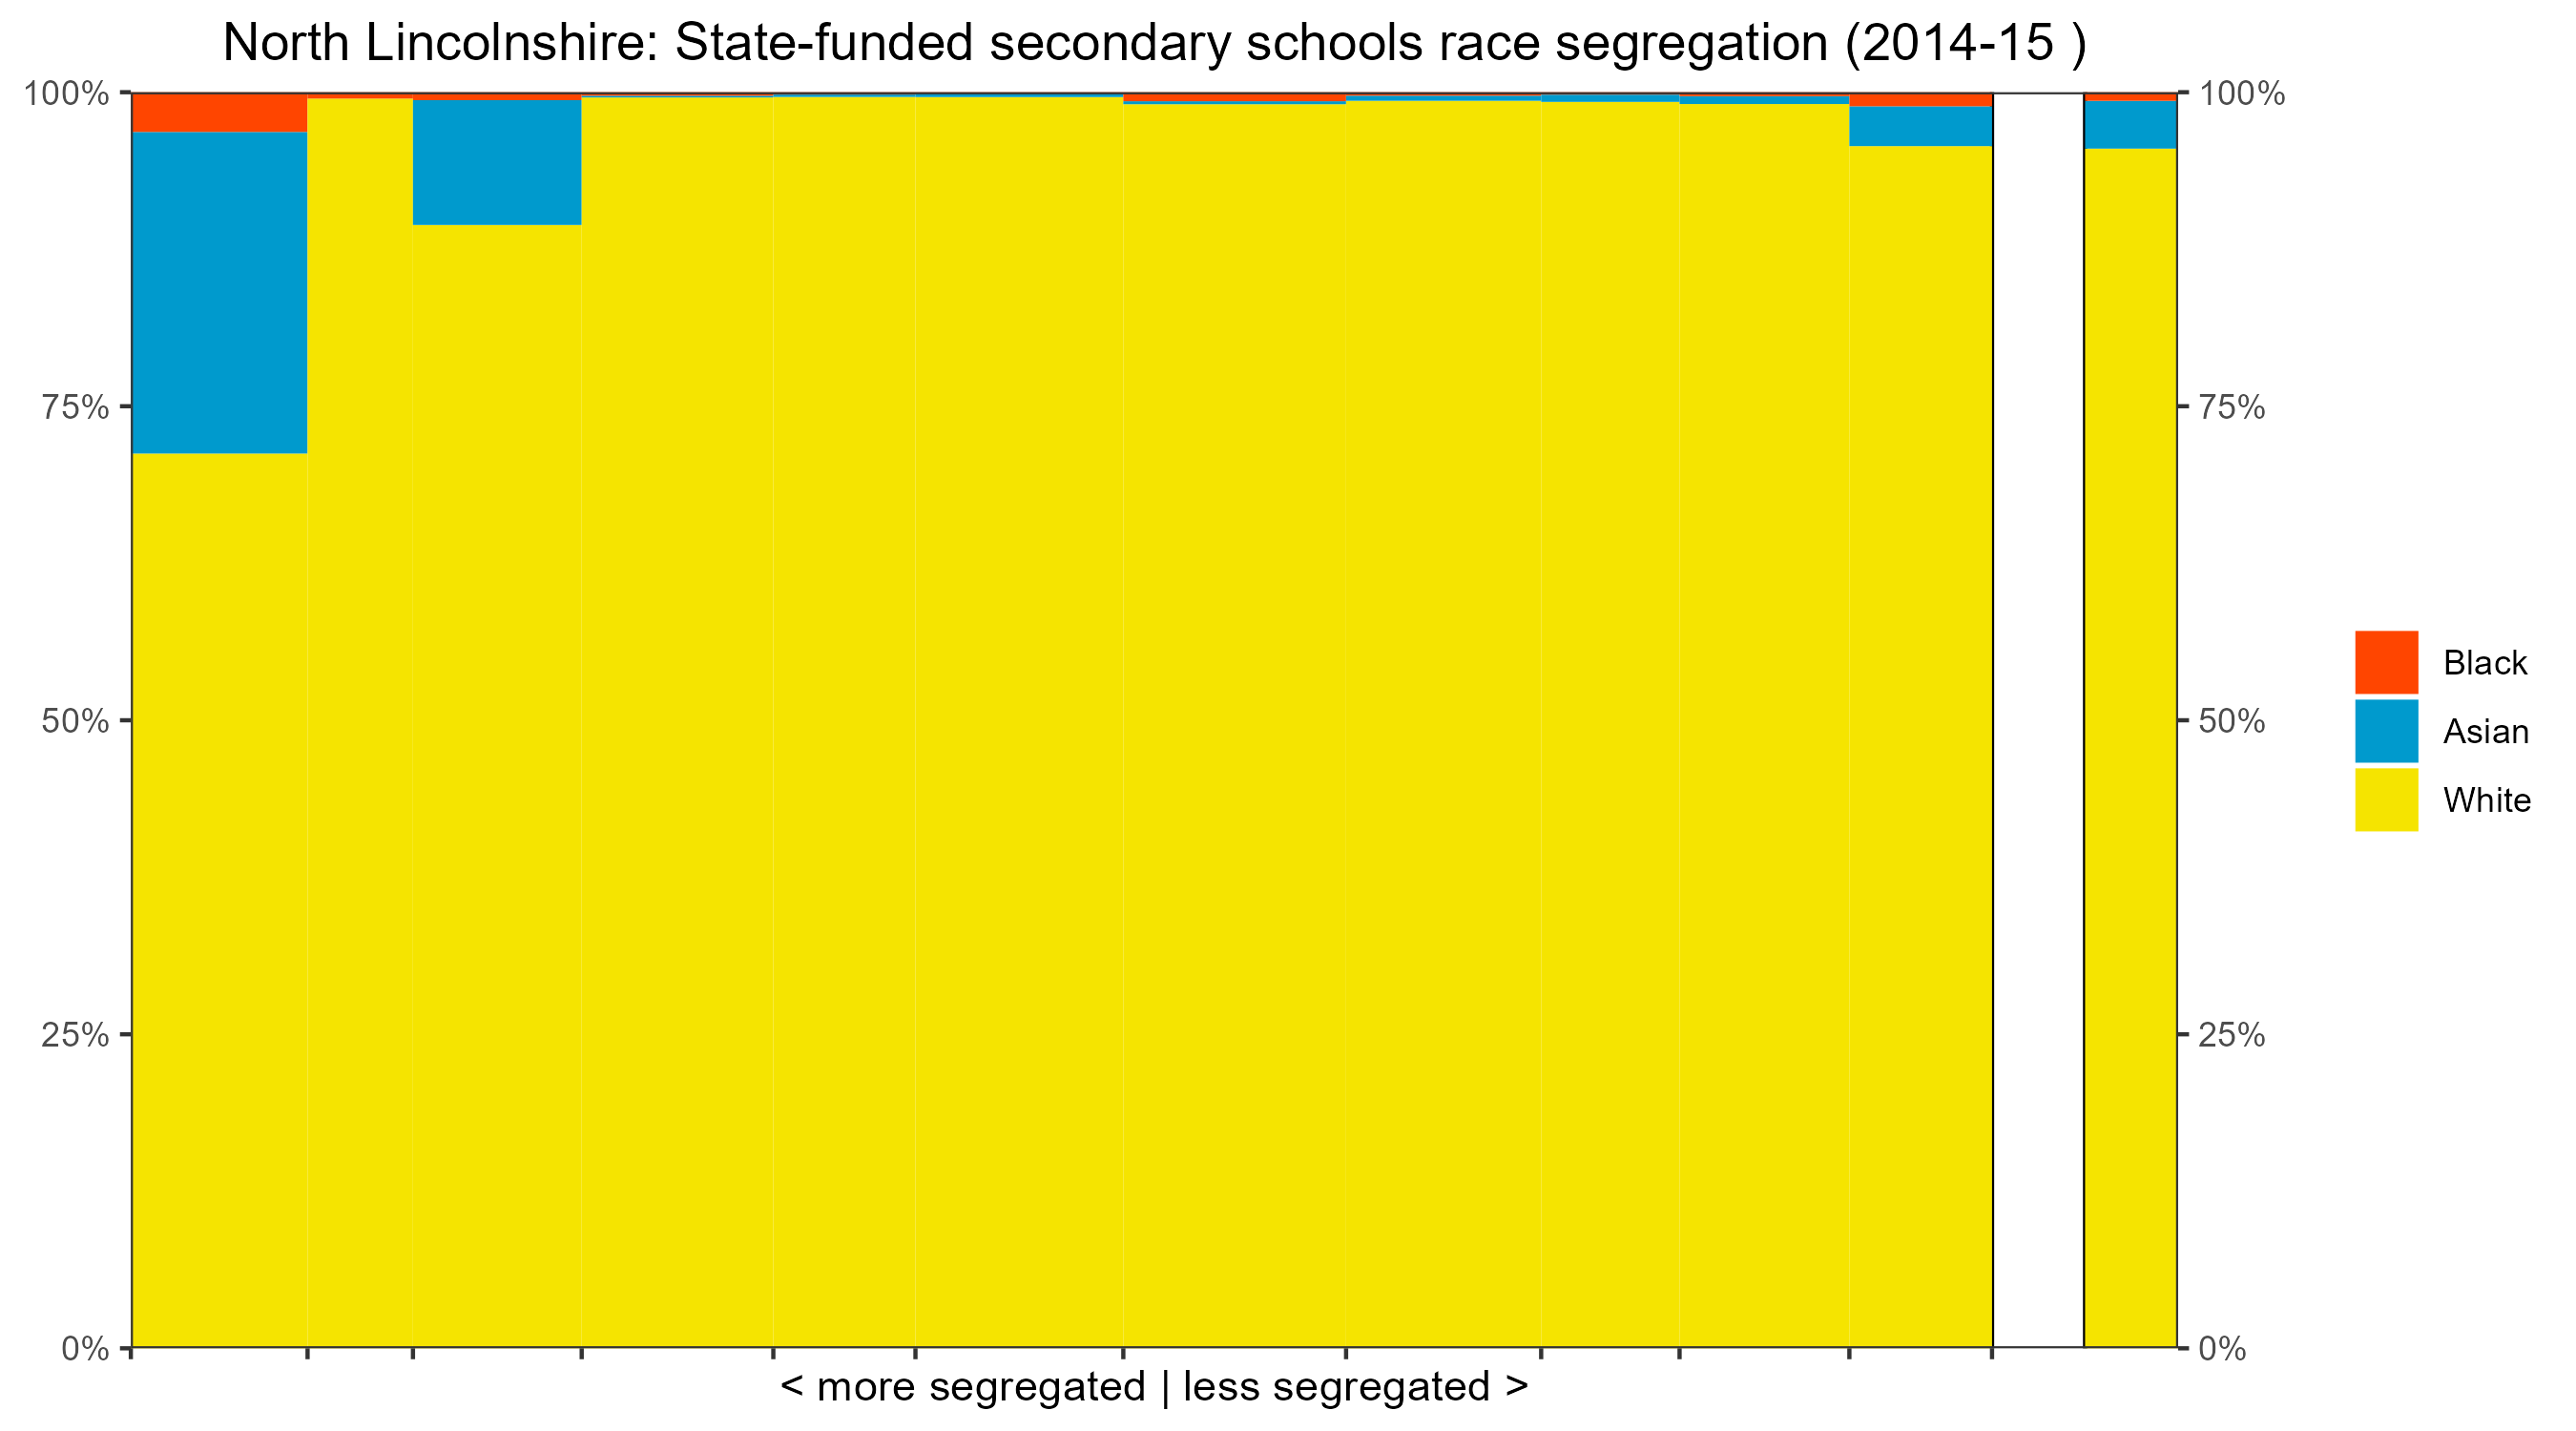 North Lincolnshire: State-funded secondary schools race segregation (2014-15 )
100%
75%
50%
25%
0%
100%
75%
50%
25%
0%
Black
Asian
White
< more segregated | less segregated >